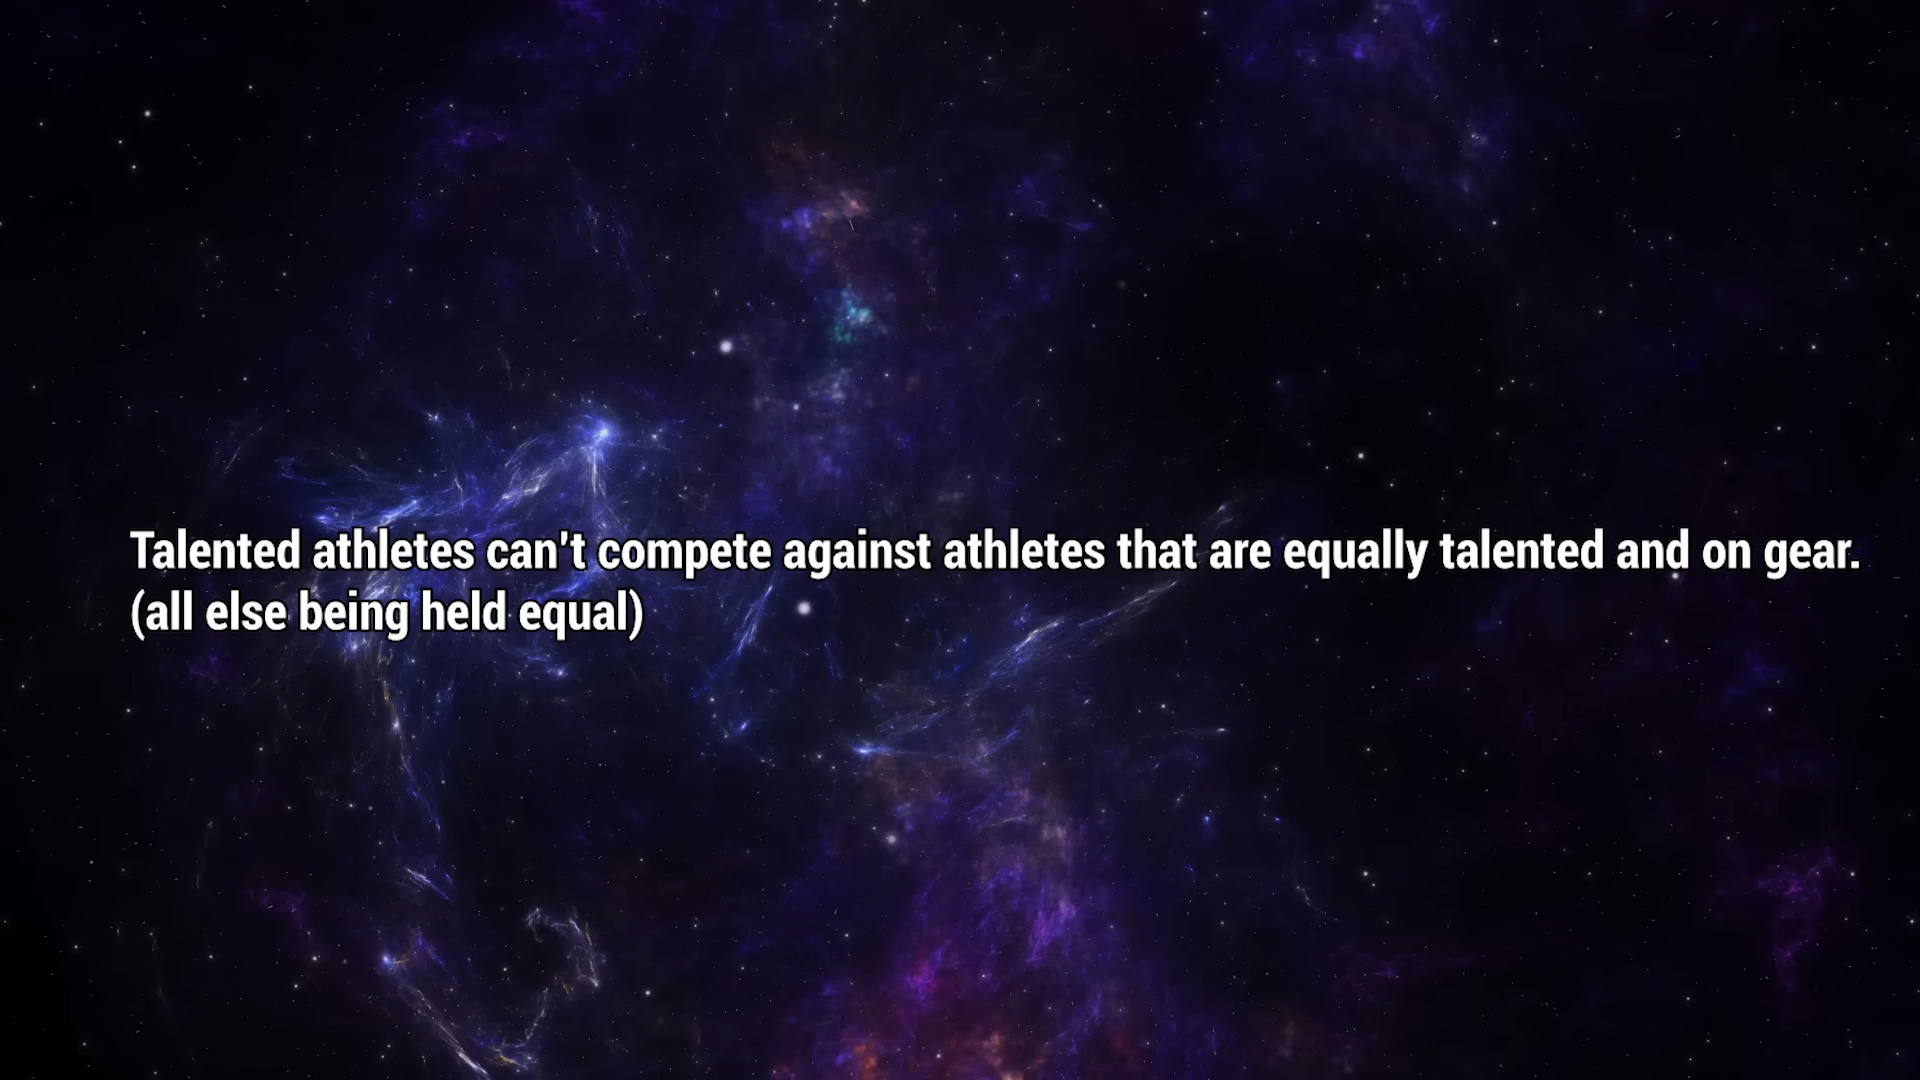 Talented athletes can't compete against athletes that are equally talented and on gear.
(all else being held equal)